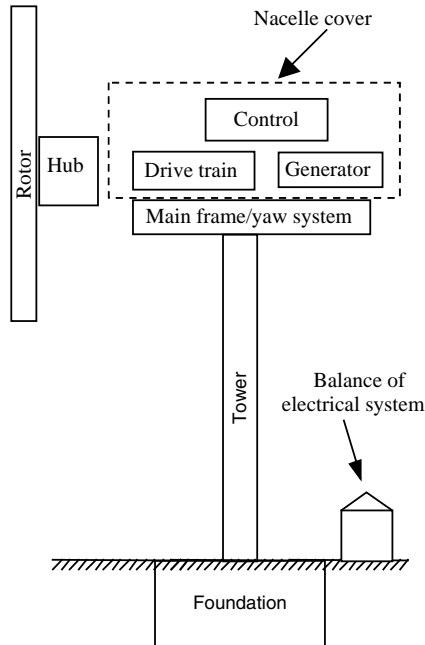 Nacelle cover
Control
Rotor
Hub
Drive train
Generator
Main frame/yaw system
Tower
Balance of
electrical system
Foundation